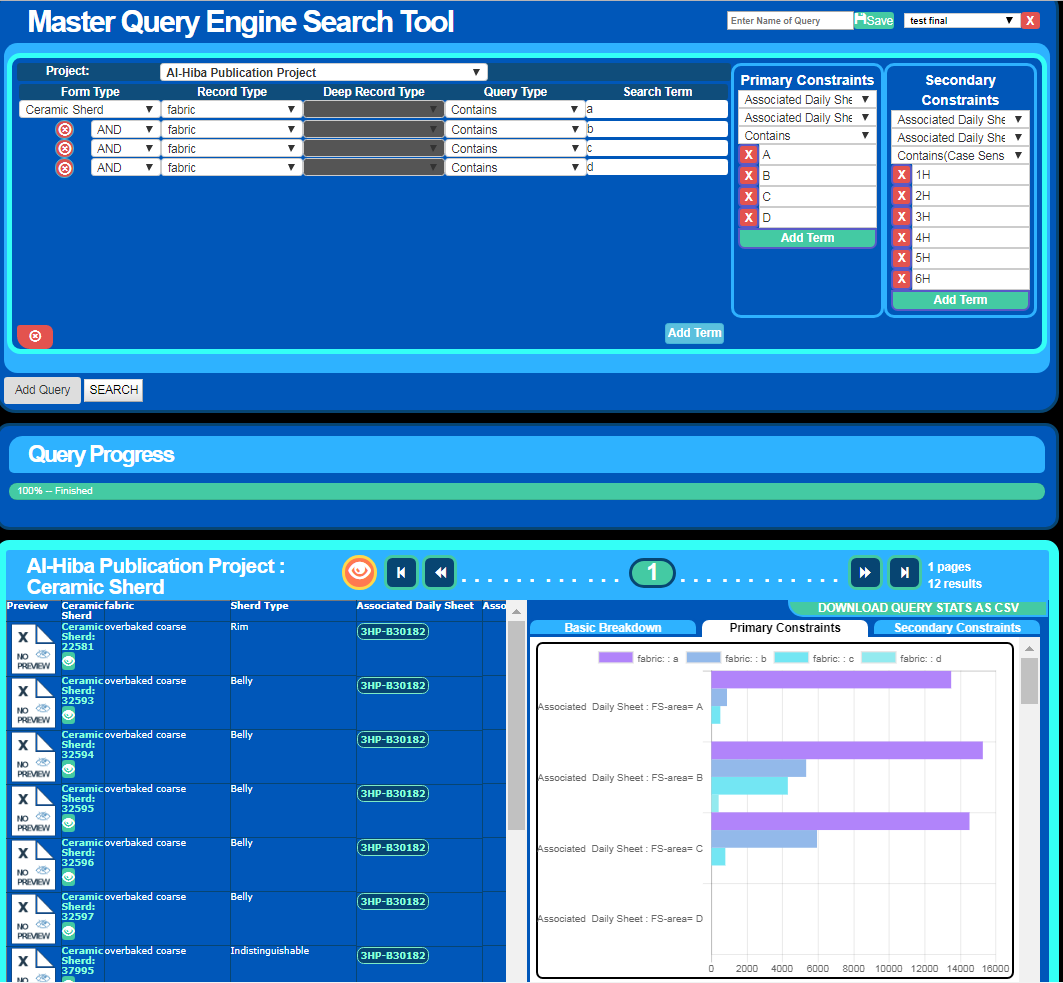 Master Query Engine Search Tool
Enter Name of Query Save test final X
Project: Al-Hiba Publication Project
Form Type Record Type Deep Record Type Query Type Search Term
Ceramic Sherd fabric Contains a
AND fabric Contains b
AND fabric Contains c
AND fabric Contains d
Add Term
Primary Constraints
Associated Daily She
Associated Daily She
Contains
X A
X B
X C
X D
Add Term
Secondary
Constraints
Associated Daily She
Associated Daily She
Contains(Case Sens
X 1H
X 2H
X 3H
X 4H
X 5H
X 6H
Add Term
Add Query SEARCH
Query Progress
100% -- Finished
Al-Hiba Publication Project :
Ceramic Sherd
1
1 pages
12 results
Preview Ceramic Sherd fabric Sherd Type Associated Daily Sheet Asso
X NO PREVIEW Ceramic Sherd: 22581 overbaked coarse Rim 3HP-B30182
X NO PREVIEW Ceramic Sherd: 32593 overbaked coarse Belly 3HP-B30182
X NO PREVIEW Ceramic Sherd: 32594 overbaked coarse Belly 3HP-B30182
X NO PREVIEW Ceramic Sherd: 32595 overbaked coarse Belly 3HP-B30182
X NO PREVIEW Ceramic Sherd: 32596 overbaked coarse Belly 3HP-B30182
X NO PREVIEW Ceramic Sherd: 32597 overbaked coarse Belly 3HP-B30182
X NO Ceramic Sherd: 37995 overbaked coarse Indistinguishable 3HP-B30182
DOWNLOAD QUERY STATS AS CSV
Basic Breakdown Primary Constraints Secondary Constraints
fabric: : a fabric: : b fabric: : c fabric: : d
Associated Daily Sheet : FS-area= A
Associated Daily Sheet : FS-area= B
Associated Daily Sheet : FS-area= C
Associated Daily Sheet : FS-area= D
0 2000 4000 6000 8000 10000 12000 14000 16000